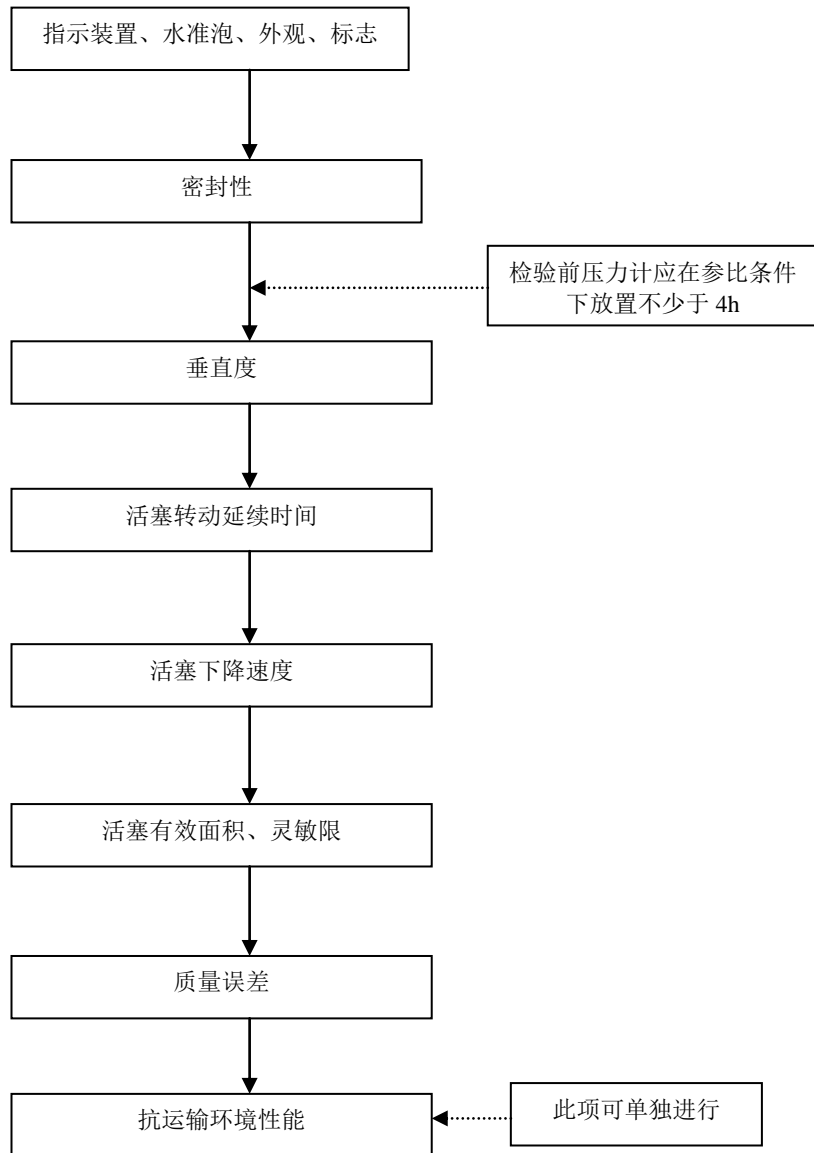 指示装置、水准泡、外观、标志
密封性
检验前压力计应在参比条件
下放置不少于 4h
垂直度
活塞转动延续时间
活塞下降速度
活塞有效面积、灵敏限
质量误差
抗运输环境性能
此项可单独进行